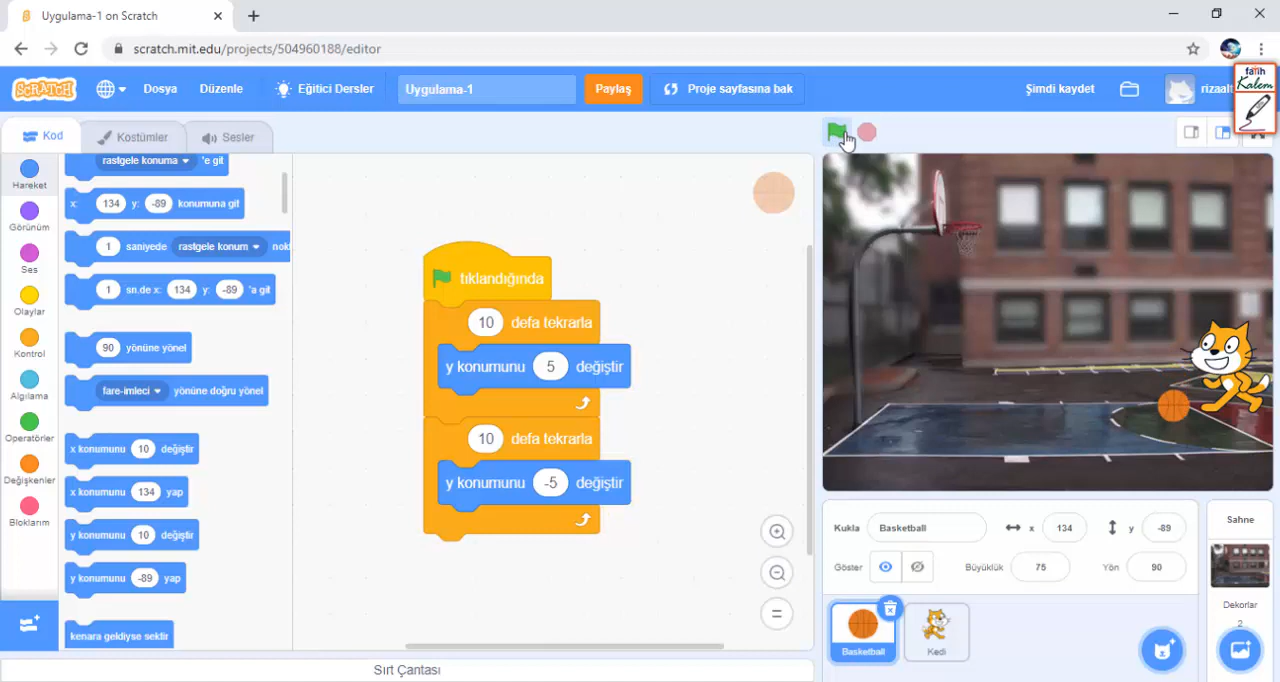 Uygulama-1 on Scratch
scratch.mit.edu/projects/504960188/editor
SCRATCH
Dosya
Düzenle
Eğitici Dersler
Uygulama-1
Paylaş
Proje sayfasına bak
Şimdi kaydet
rizaalt
fatih
Kalem
Kod
Kostümler
Sesler
Hareket
Görünüm
Ses
Olaylar
Kontrol
Algılama
Operatörler
Değişkenler
Bloklarım
rastgele konuma 'e git
x: 134 y: -89 konumuna git
1 saniyede rastgele konum nokt
1 sn.de x: 134 y: -89 'a git
90 yönüne yönel
fare-imleci yönüne doğru yönel
x konumunu 10 değiştir
x konumunu 134 yap
y konumunu 10 değiştir
y konumunu -89 yap
kenara geldiyse sektir
tıklandığında
10 defa tekrarla
y konumunu 5 değiştir
10 defa tekrarla
y konumunu -5 değiştir
Sırt Çantası
Kukla Basketball x 134 y -89
Göster Büyüklük 75 Yön 90
Basketball
Kedi
Sahne
Dekorlar
2